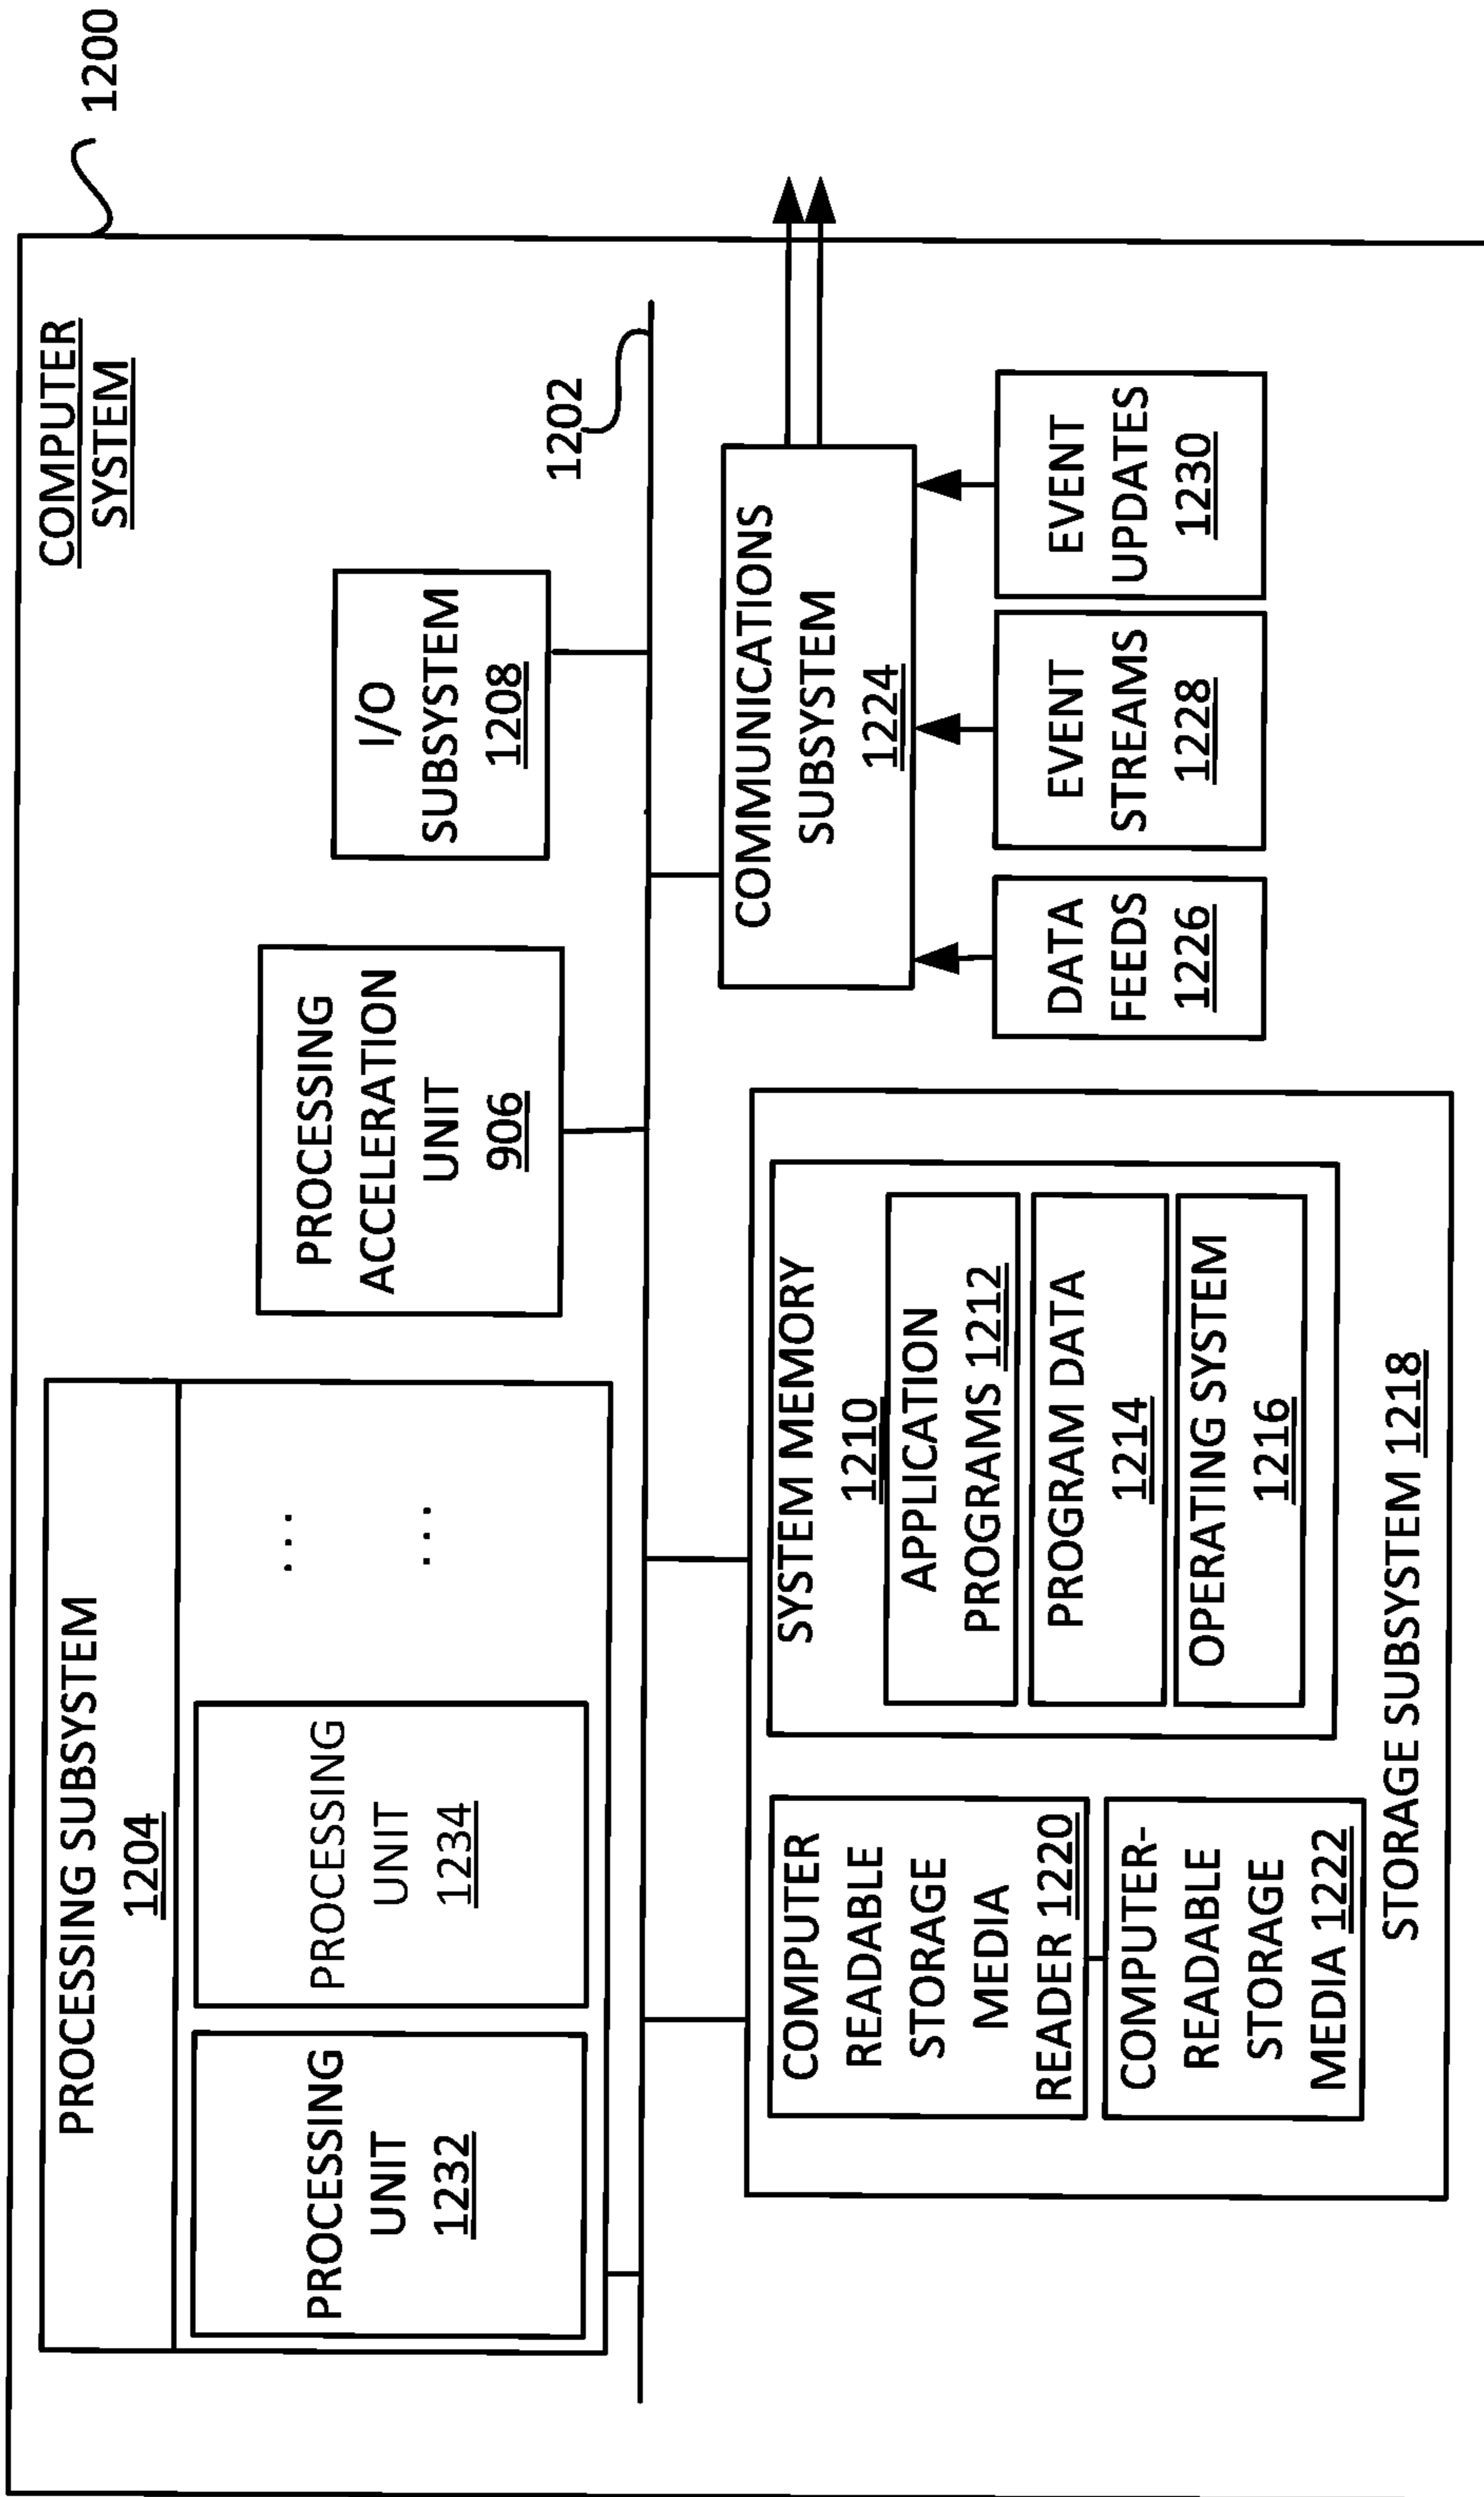 1200
COMPUTER
SYSTEM
PROCESSING SUBSYSTEM
1204
PROCESSING
UNIT
1232
PROCESSING
UNIT
1234
...
...
PROCESSING
ACCELERATION
UNIT
906
I/O
SUBSYSTEM
1208
1202
COMPUTER
READABLE
STORAGE
MEDIA
READER 1220
COMPUTER-
READABLE
STORAGE
MEDIA 1222
SYSTEM MEMORY
1210
APPLICATION
PROGRAMS 1212
PROGRAM DATA
1214
OPERATING SYSTEM
1216
STORAGE SUBSYSTEM 1218
COMMUNICATIONS
SUBSYSTEM
1224
DATA
FEEDS
1226
EVENT
STREAMS
1228
EVENT
UPDATES
1230